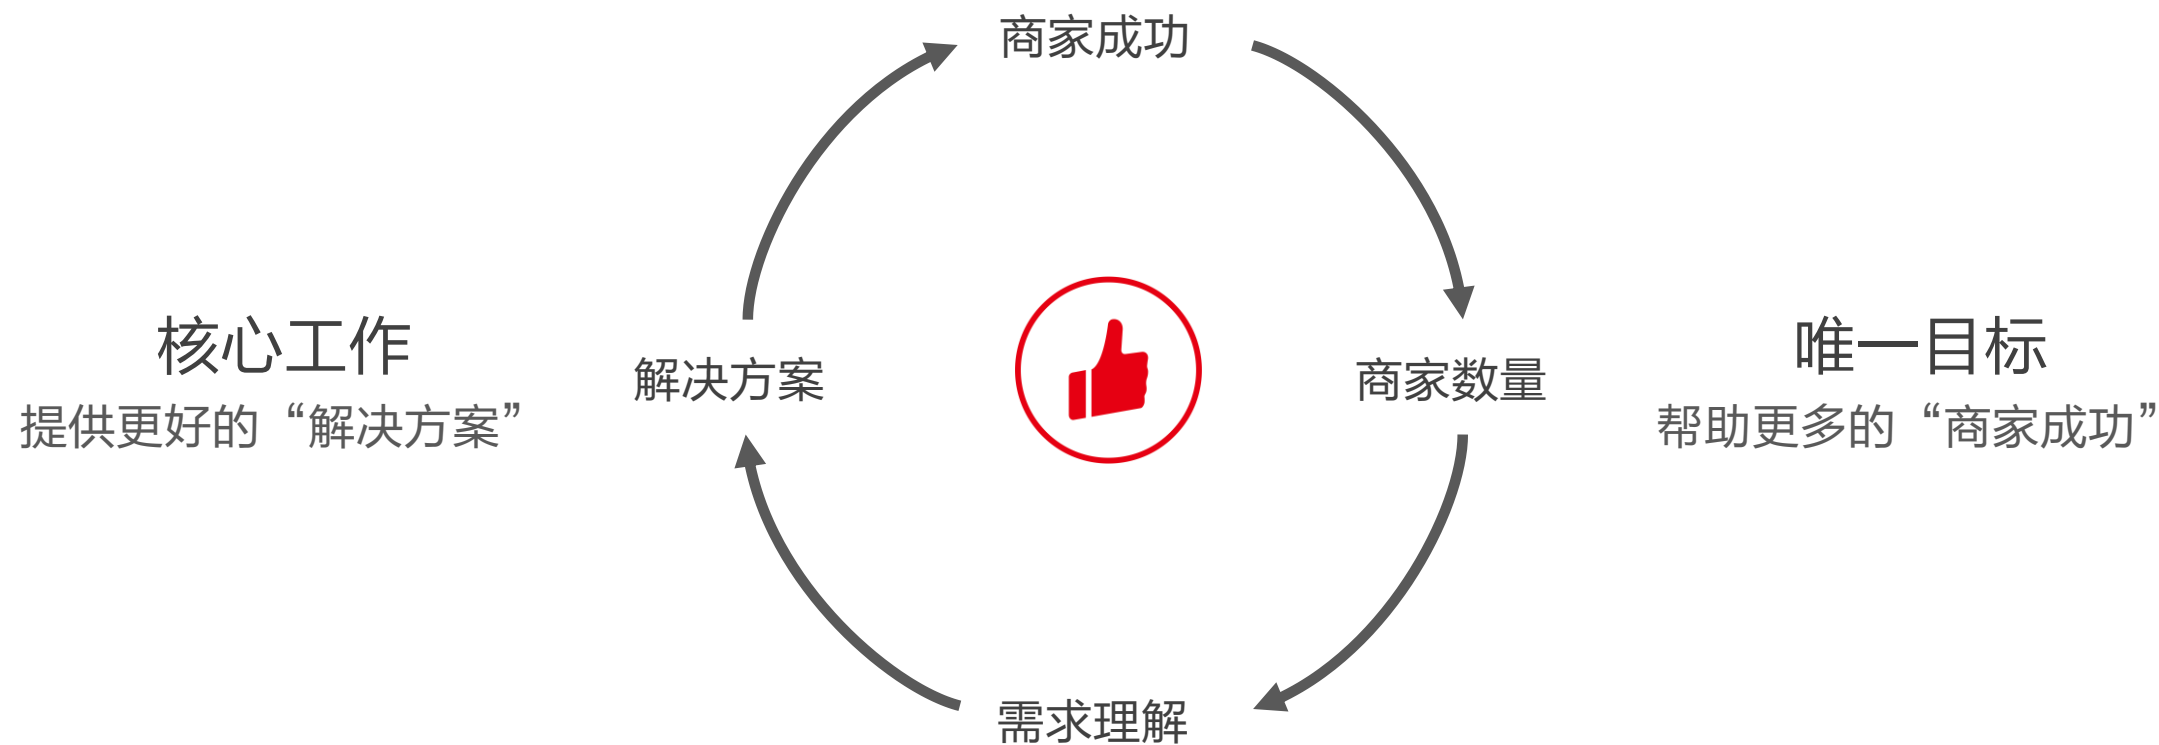 商家成功
核心工作
提供更好的“解决方案”
解决方案
商家数量
唯一目标
帮助更多的“商家成功”
需求理解